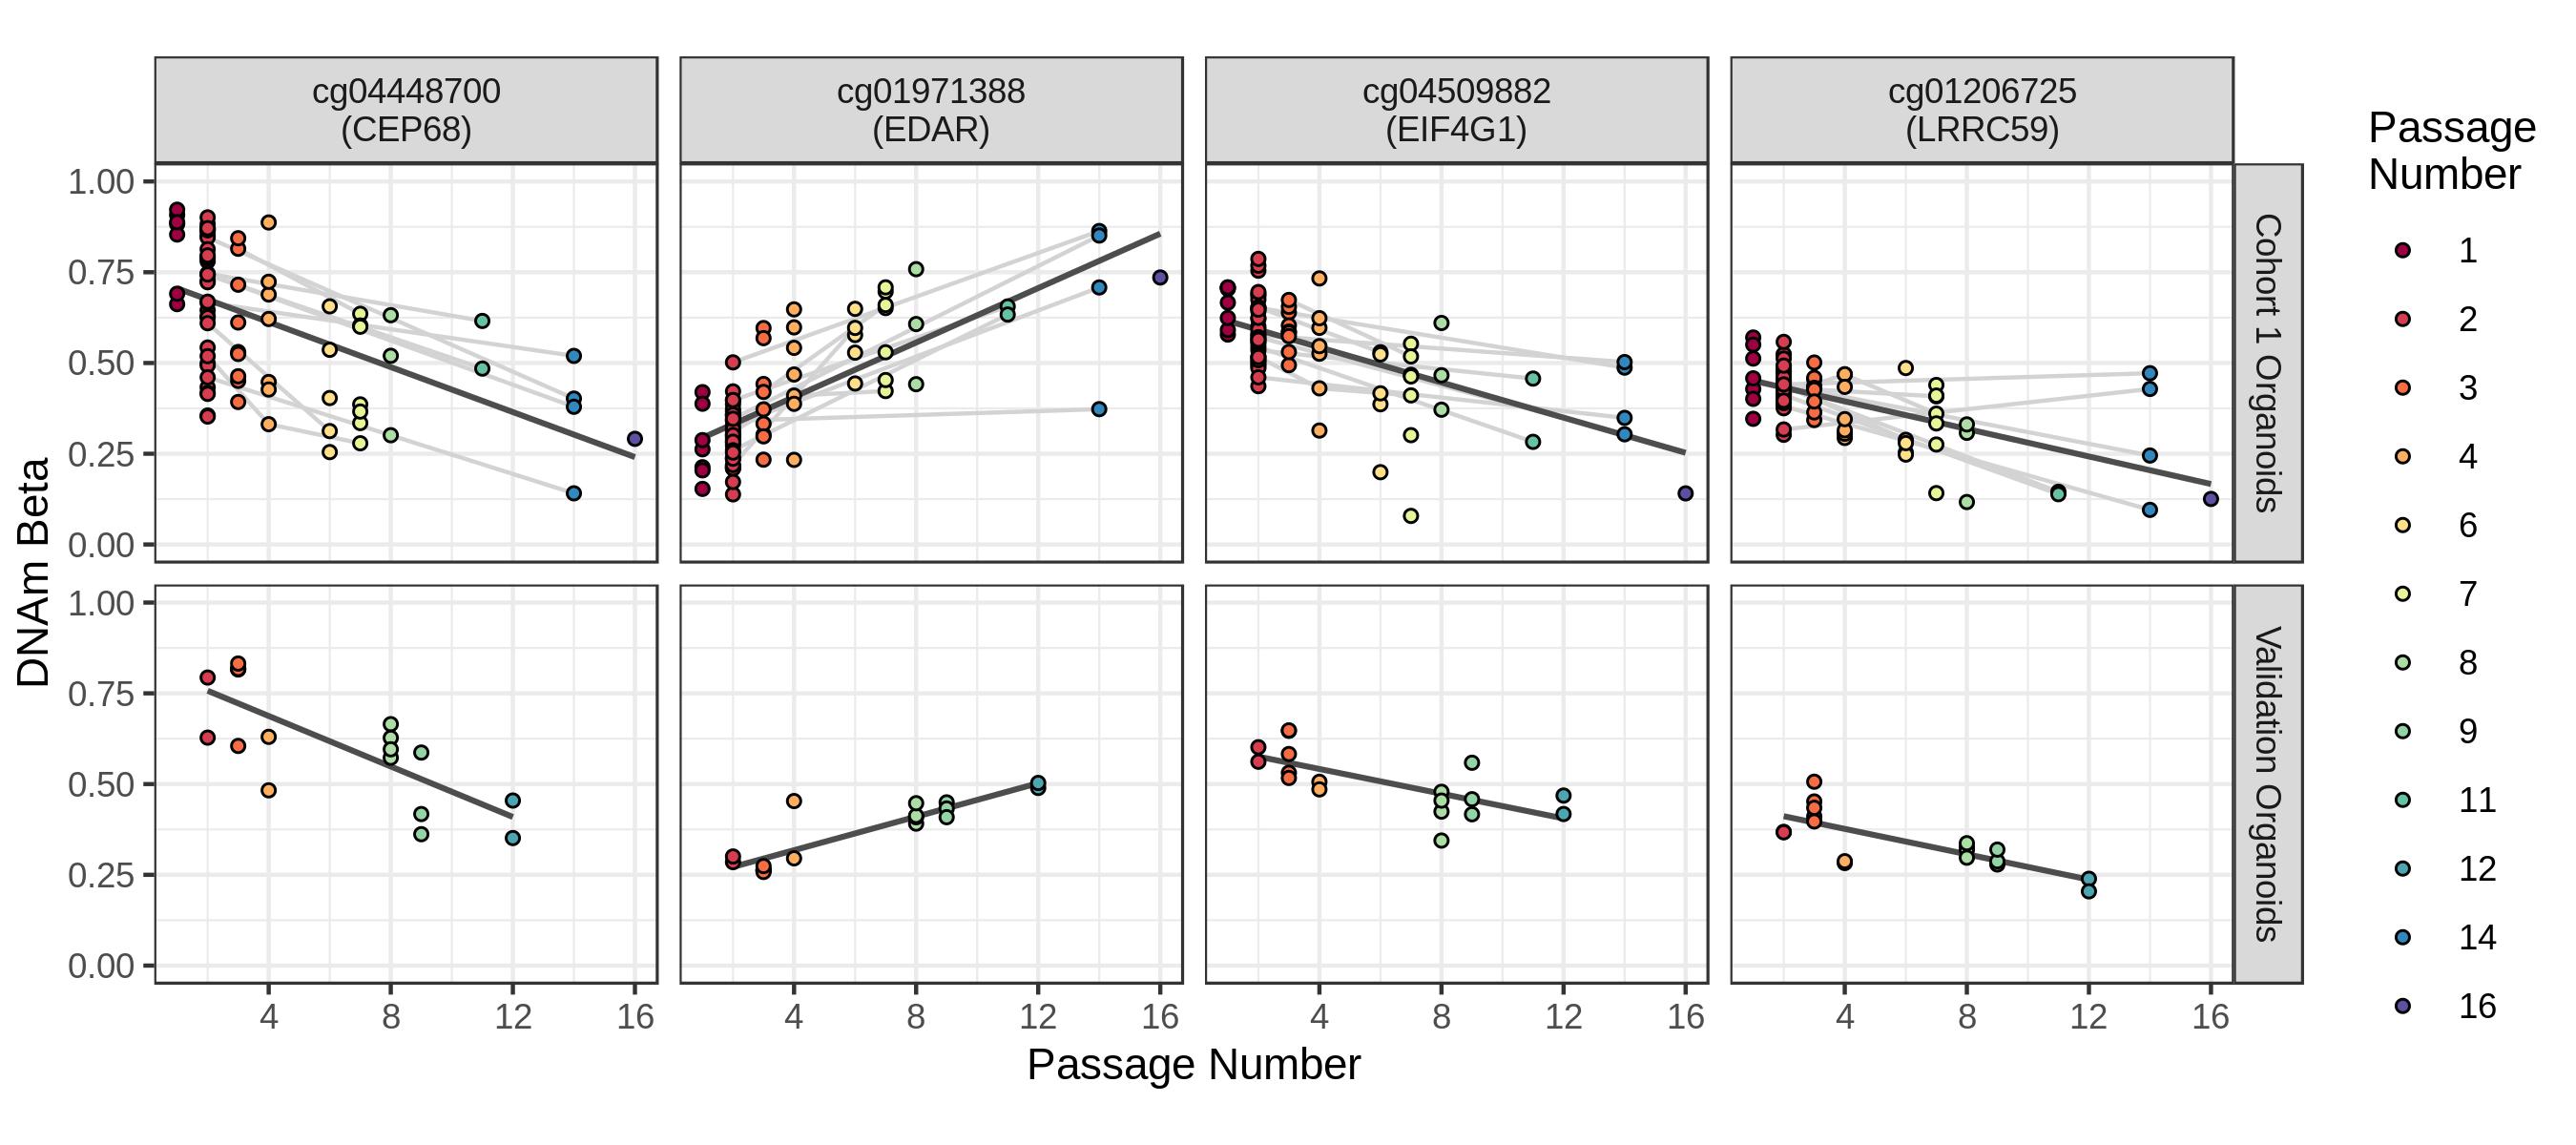 cg04448700
(CEP68)
cg01971388
(EDAR)
cg04509882
(EIF4G1)
cg01206725
(LRRC59)
Cohort 1 Organoids
Validation Organoids
DNAm Beta
1.00
0.75
0.50
0.25
0.00
1.00
0.75
0.50
0.25
0.00
4 8 12 16
4 8 12 16
4 8 12 16
4 8 12 16
Passage Number
Passage
Number
1
2
3
4
6
7
8
9
11
12
14
16